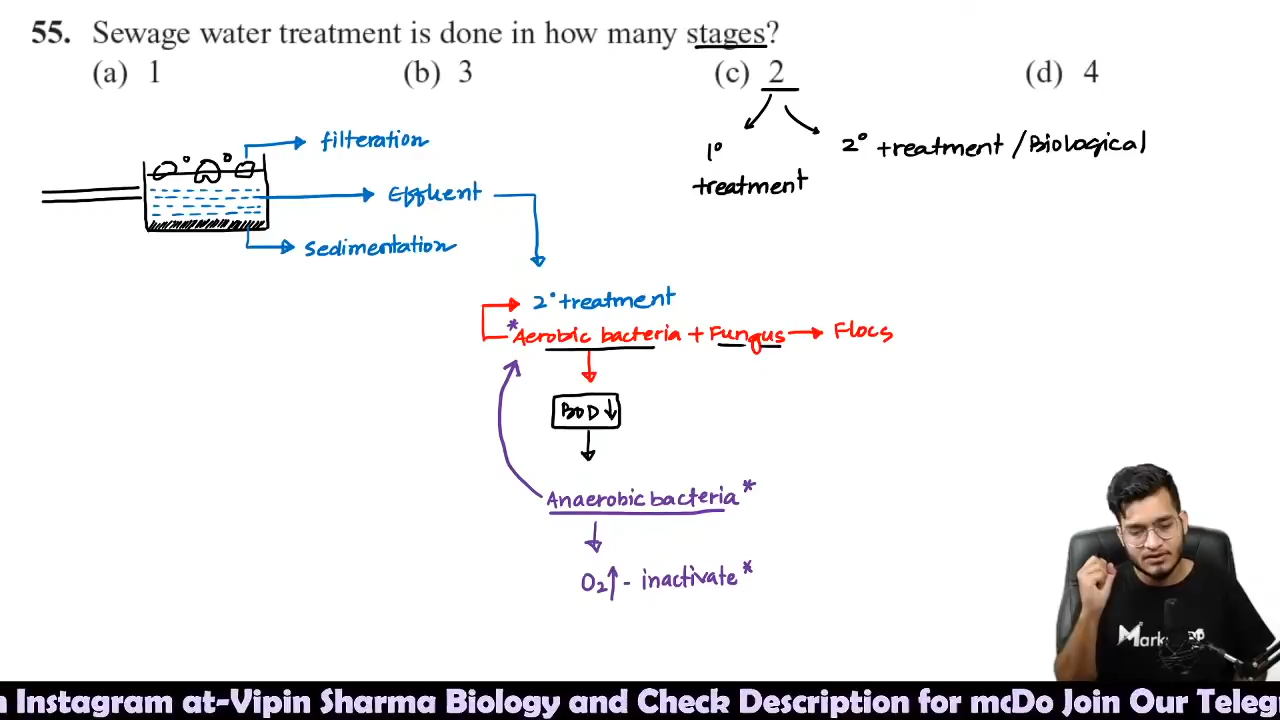 55. Sewage water treatment is done in how many stages?
(a) 1 (b) 3 (c) 2 (d) 4
filteration
1° treatment
2° treatment / Biological
Effluent
Sedimentation
2° treatment
*Aerobic bacteria + Fungus → Flocs
BOD↓
Anaerobic bacteria*
O2↑ - inactivate*
n Instagram at-Vipin Sharma Biology and Check Description for mcDo Join Our Teleg